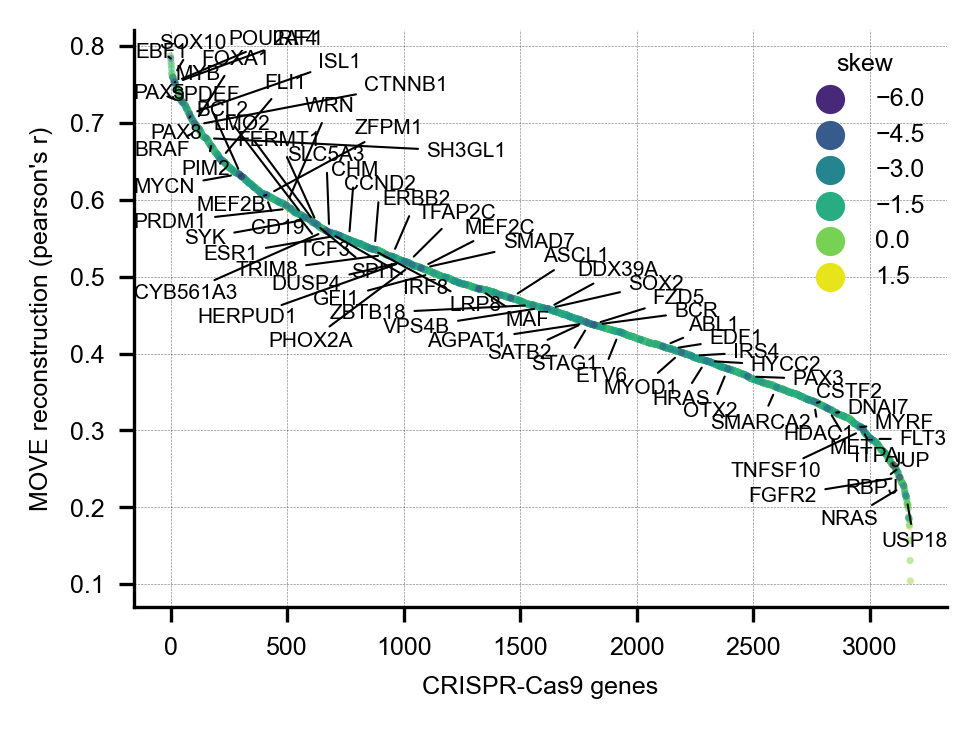 MOVE reconstruction (pearson's r)
0.8
0.7
0.6
0.5
0.4
0.3
0.2
0.1
0
500
1000
1500
2000
2500
3000
CRISPR-Cas9 genes
skew
−6.0
−4.5
−3.0
−1.5
0.0
1.5
SOX10
IRF4
EBF1
FOXA1
ISL1
MYB
FLI1
CTNNB1
SPDEF
BCL2
WRN
LMO2
ZFPM1
PAX8
FERMT1
BRAF
SLC5A3
SH3GL1
PIM2
CHM
MYCN
CCND2
MEF2B
ERBB2
PRDM1
TFAP2C
CD19
SYK
MEF2C
ESR1
TCF3
SMAD7
TRIM8
ASCL1
DUSP4
SPI1
DDX39A
CYB561A3
IRF8
SOX2
GFI1
LRP8
FZD5
HERPUD1
ZBTB18
BCR
VPS4B
MAF
ABL1
PHOX2A
AGPAT1
EDF1
SATB2
IRS4
STAG1
HYCC2
ETV6
PAX3
MYOD1
CSTF2
HRAS
DNAI7
OTX2
MYRF
SMARCA2
FLT3
HDAC1
MET
ITPA
JUP
TNFSF10
RBPJ
FGFR2
NRAS
USP18